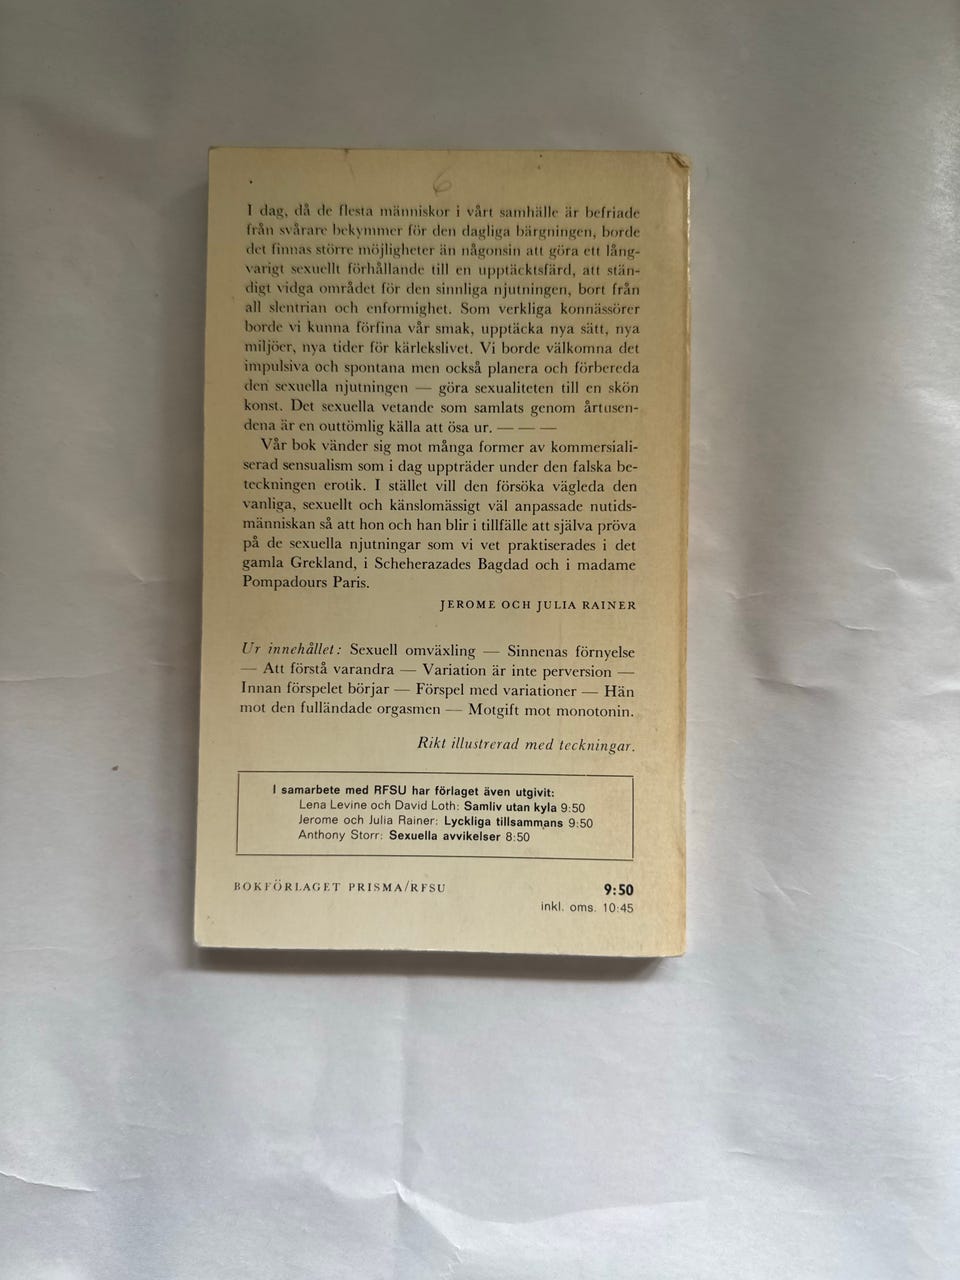 6
I dag, då de flesta människor i vårt samhälle är befriade
från svårare bekymmer för den dagliga bärgningen, borde
det finnas större möjligheter än någonsin att göra ett lång-
varigt sexuellt förhållande till en upptäcktsfärd, att stän-
digt vidga området för den sinnliga njutningen, bort från
all slentrian och enformighet. Som verkliga konnässörer
borde vi kunna förfina vår smak, upptäcka nya sätt, nya
miljöer, nya tider för kärlekslivet. Vi borde välkomna det
impulsiva och spontana men också planera och förbereda
den sexuella njutningen — göra sexualiteten till en skön
konst. Det sexuella vetande som samlats genom årtusen-
dena är en outtömlig källa att ösa ur. — — —
Vår bok vänder sig mot många former av kommersiali-
serad sensualism som i dag uppträder under den falska be-
teckningen erotik. I stället vill den försöka vägleda den
vanliga, sexuellt och känslomässigt väl anpassade nutids-
människan så att hon och han blir i tillfälle att själva pröva
på de sexuella njutningar som vi vet praktiserades i det
gamla Grekland, i Scheherazades Bagdad och i madame
Pompadours Paris.
JEROME OCH JULIA RAINER
Ur innehållet: Sexuell omväxling — Sinnenas förnyelse
— Att förstå varandra — Variation är inte perversion —
Innan förspelet börjar — Förspel med variationer — Hän
mot den fulländade orgasmen — Motgift mot monotonin.
Rikt illustrerad med teckningar.
I samarbete med RFSU har förlaget även utgivit:
Lena Levine och David Loth: Samliv utan kyla 9:50
Jerome och Julia Rainer: Lyckliga tillsammans 9:50
Anthony Storr: Sexuella avvikelser 8:50
BOKFÖRLAGET PRISMA/RFSU
9:50
inkl. oms. 10:45